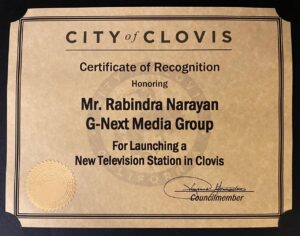 CITY of CLOVIS
Certificate of Recognition
Honoring
Mr. Rabindra Narayan
G-Next Media Group
For Launching a
New Television Station in Clovis
Councilmember